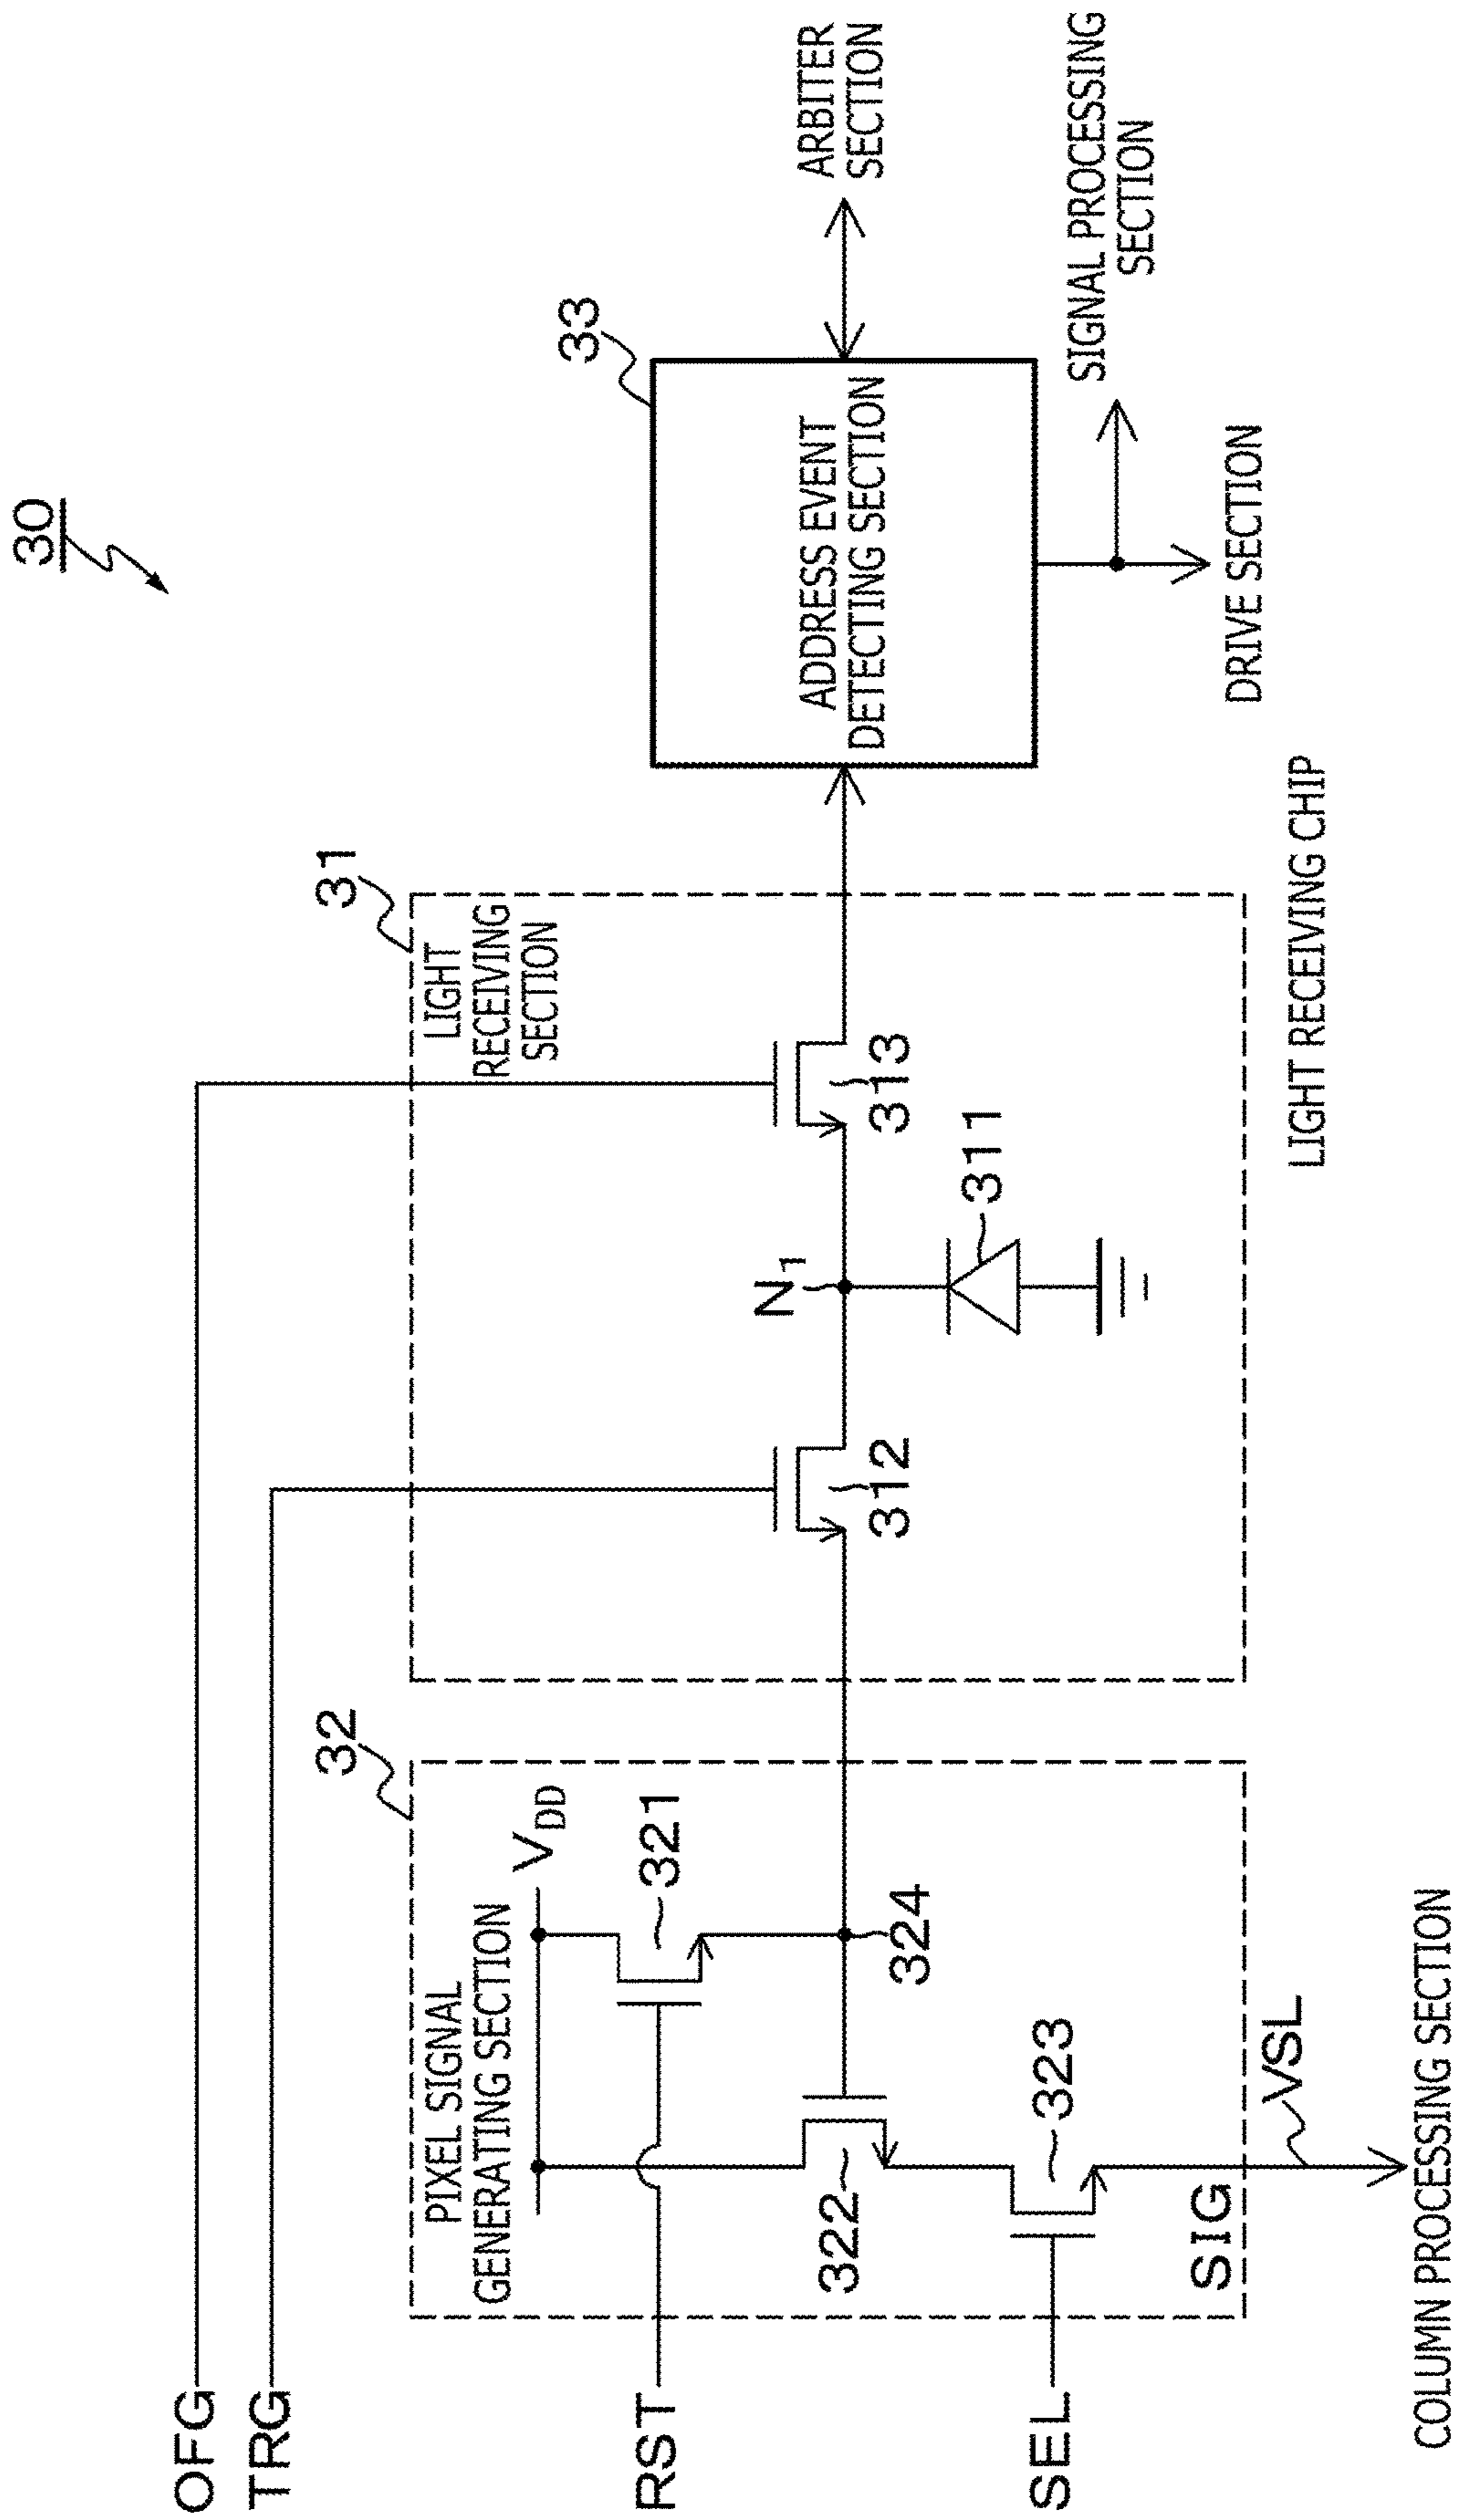 30
OFG
TRG
RST
SEL
32
PIXEL SIGNAL
GENERATING SECTION
VDD
321
322
323
324
SIG
VSL
COLUMN PROCESSING SECTION
31
LIGHT
RECEIVING
SECTION
312
N1
313
311
LIGHT RECEIVING CHIP
33
ADDRESS EVENT
DETECTING SECTION
ARBITER
SECTION
SIGNAL PROCESSING
SECTION
DRIVE SECTION